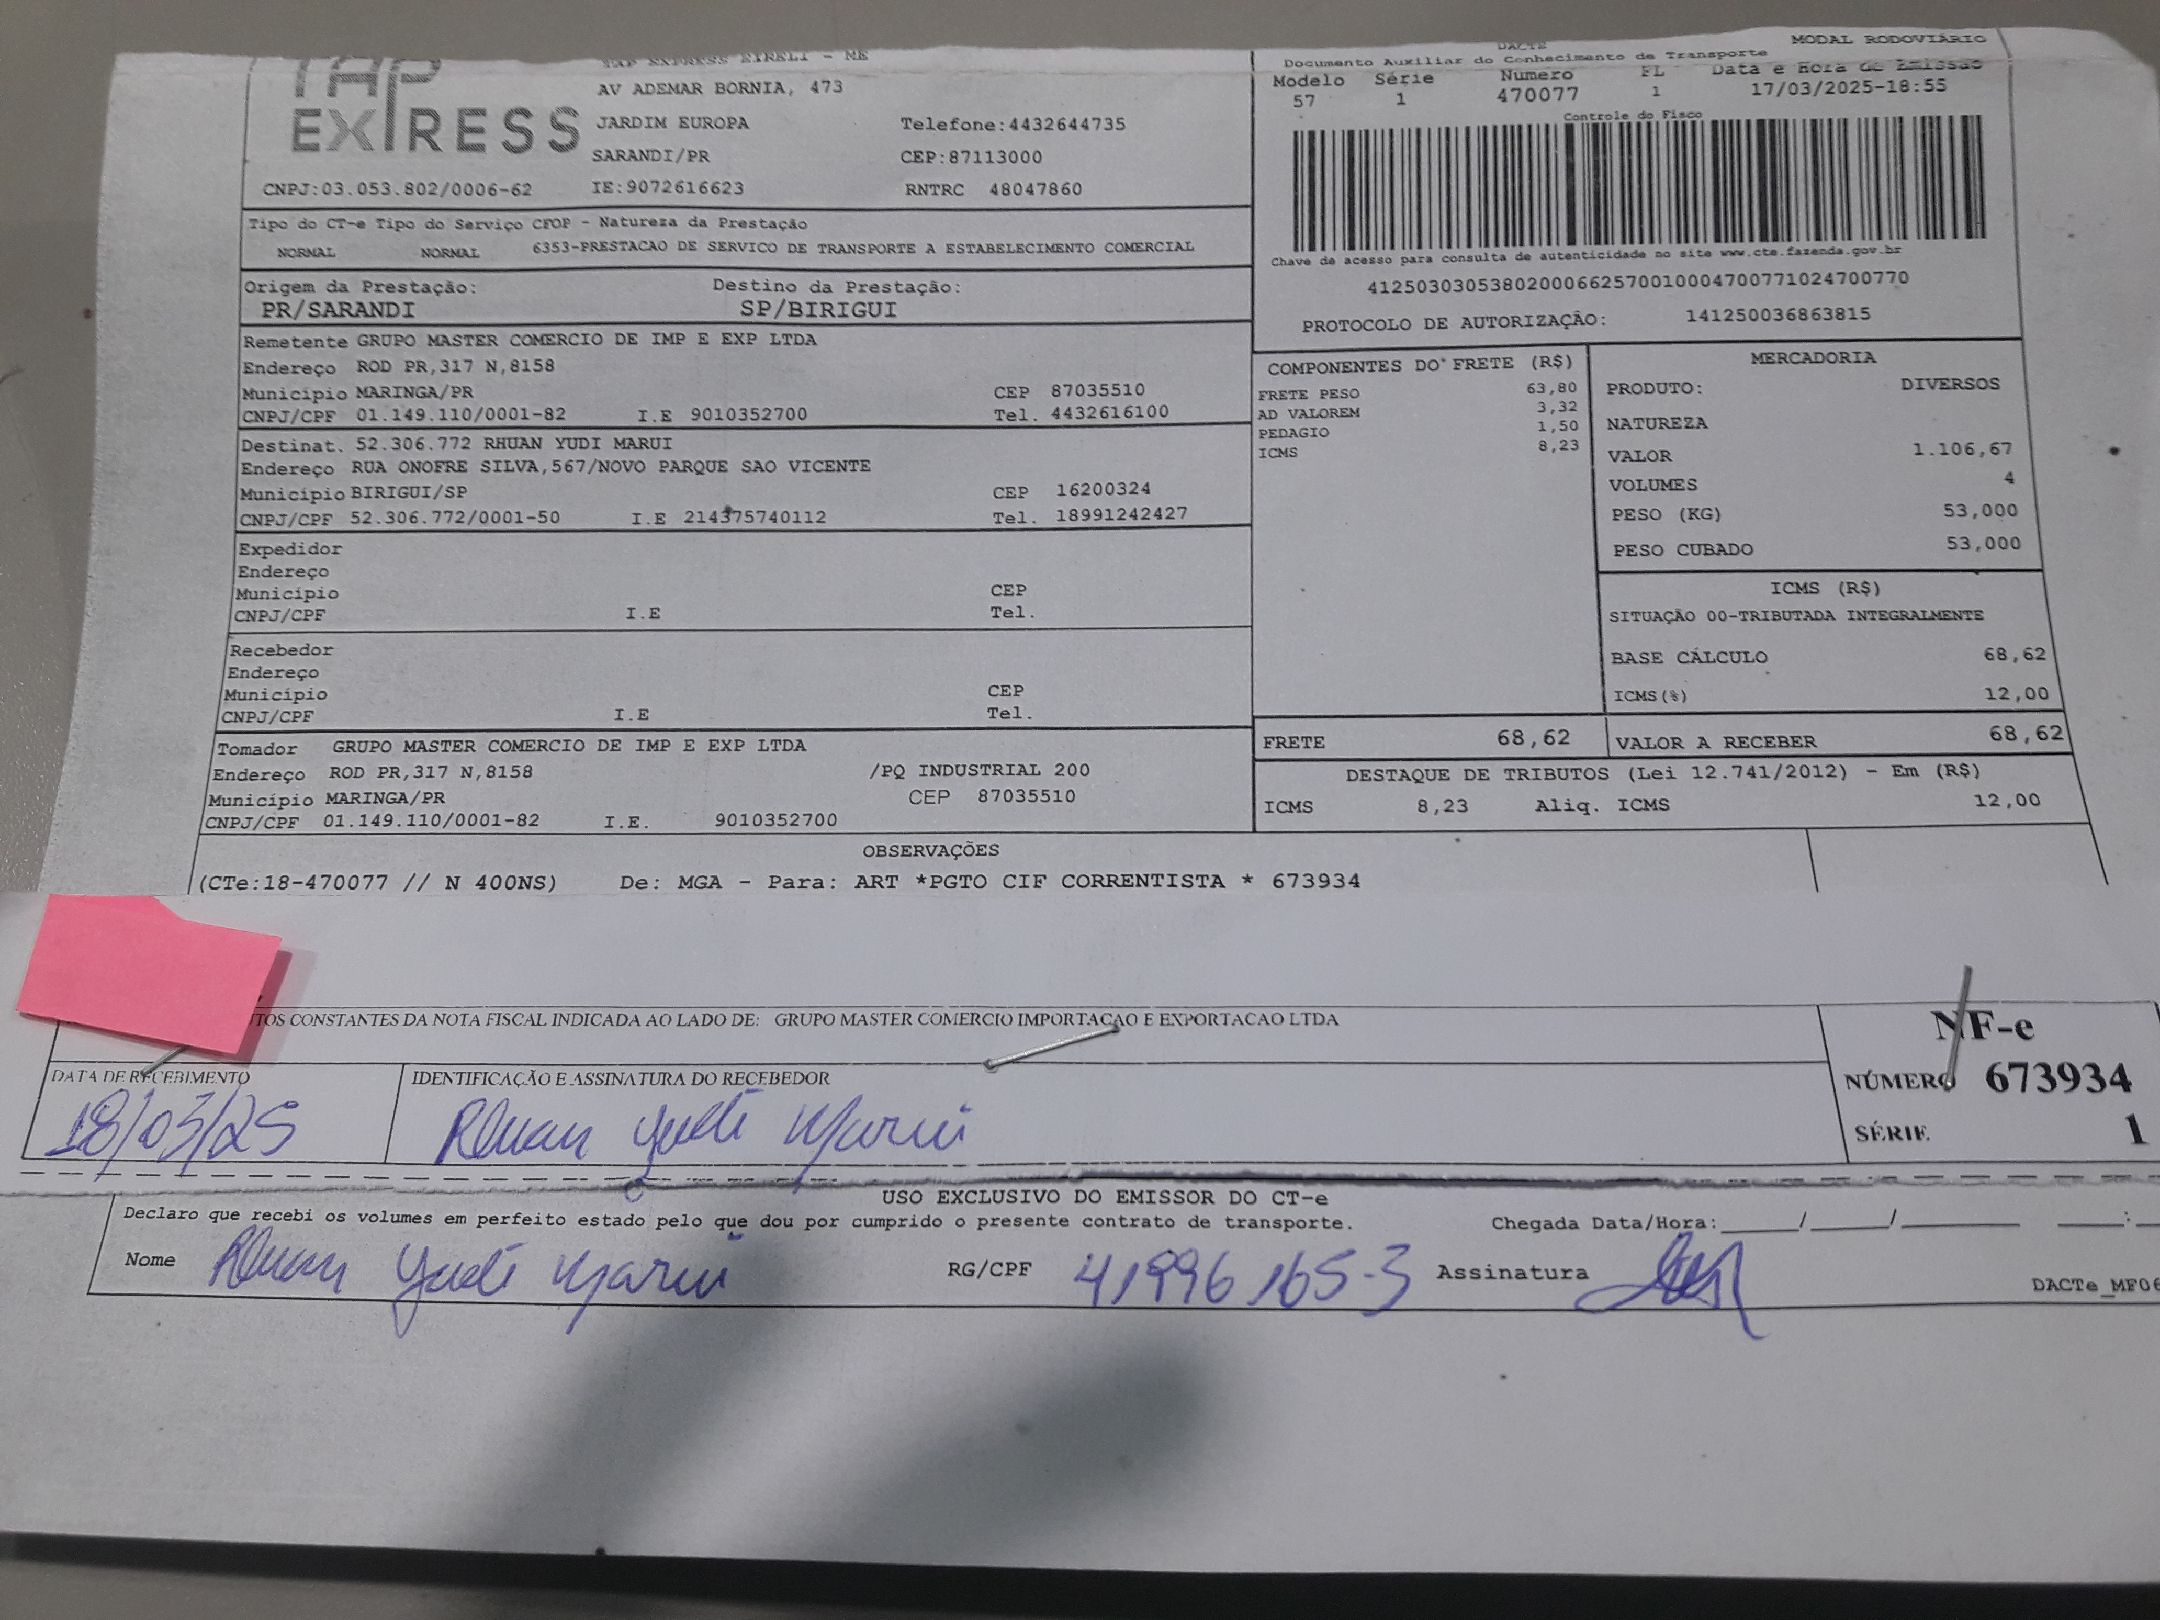 TAP
EXPRESS
TAP EXPRESS EIRELI - ME
AV ADEMAR BORNIA, 473
JARDIM EUROPA Telefone:4432644735
SARANDI/PR CEP:87113000
CNPJ:03.053.802/0006-62 IE:9072616623 RNTRC 48047860
Tipo do CT-e Tipo do Serviço CFOP - Natureza da Prestação
NORMAL NORMAL 6353-PRESTACAO DE SERVICO DE TRANSPORTE A ESTABELECIMENTO COMERCIAL
Origem da Prestação: Destino da Prestação:
PR/SARANDI SP/BIRIGUI
Remetente GRUPO MASTER COMERCIO DE IMP E EXP LTDA
Endereço ROD PR,317 N,8158
Município MARINGA/PR CEP 87035510
CNPJ/CPF 01.149.110/0001-82 I.E 9010352700 Tel. 4432616100
Destinat. 52.306.772 RHUAN YUDI MARUI
Endereço RUA ONOFRE SILVA,567/NOVO PARQUE SAO VICENTE
Município BIRIGUI/SP CEP 16200324
CNPJ/CPF 52.306.772/0001-50 I.E 214375740112 Tel. 18991242427
Expedidor
Endereço
Município CEP
CNPJ/CPF I.E Tel.
Recebedor
Endereço
Município CEP
CNPJ/CPF I.E Tel.
Tomador GRUPO MASTER COMERCIO DE IMP E EXP LTDA
Endereço ROD PR,317 N,8158 /PQ INDUSTRIAL 200
Município MARINGA/PR CEP 87035510
CNPJ/CPF 01.149.110/0001-82 I.E. 9010352700
DACTE MODAL RODOVIÁRIO
Documento Auxiliar do Conhecimento de Transporte
Modelo Série Numero FL Data e Hora de Emissão
57 1 470077 1 17/03/2025-18:55
Controle do Fisco
Chave de acesso para consulta de autenticidade no site www.cte.fazenda.gov.br
41250303053802000662570010004700771024700770
PROTOCOLO DE AUTORIZAÇÃO: 141250036863815
COMPONENTES DO FRETE (R$)
FRETE PESO 63,80
AD VALOREM 3,32
PEDAGIO 1,50
ICMS 8,23
MERCADORIA
PRODUTO: DIVERSOS
NATUREZA
VALOR 1.106,67
VOLUMES 4
PESO (KG) 53,000
PESO CUBADO 53,000
ICMS (R$)
SITUAÇÃO 00-TRIBUTADA INTEGRALMENTE
BASE CÁLCULO 68,62
ICMS(%) 12,00
FRETE 68,62 VALOR A RECEBER 68,62
DESTAQUE DE TRIBUTOS (Lei 12.741/2012) - Em (R$)
ICMS 8,23 Aliq. ICMS 12,00
OBSERVAÇÕES
(CTe:18-470077 // N 400NS) De: MGA - Para: ART *PGTO CIF CORRENTISTA * 673934
CONSTANTES DA NOTA FISCAL INDICADA AO LADO DE: GRUPO MASTER COMERCIO IMPORTACAO E EXPORTACAO LTDA
DATA DE RECEBIMENTO IDENTIFICAÇÃO E ASSINATURA DO RECEBEDOR
18/03/25 Rhuan Yudi Marui
NF-e
NÚMERO 673934
SÉRIE 1
USO EXCLUSIVO DO EMISSOR DO CT-e
Declaro que recebi os volumes em perfeito estado pelo que dou por cumprido o presente contrato de transporte. Chegada Data/Hora:_____/_____/_______ ____:__
Nome Rhuan Yudi Marui RG/CPF 41996165-3 Assinatura
DACTe_MF06